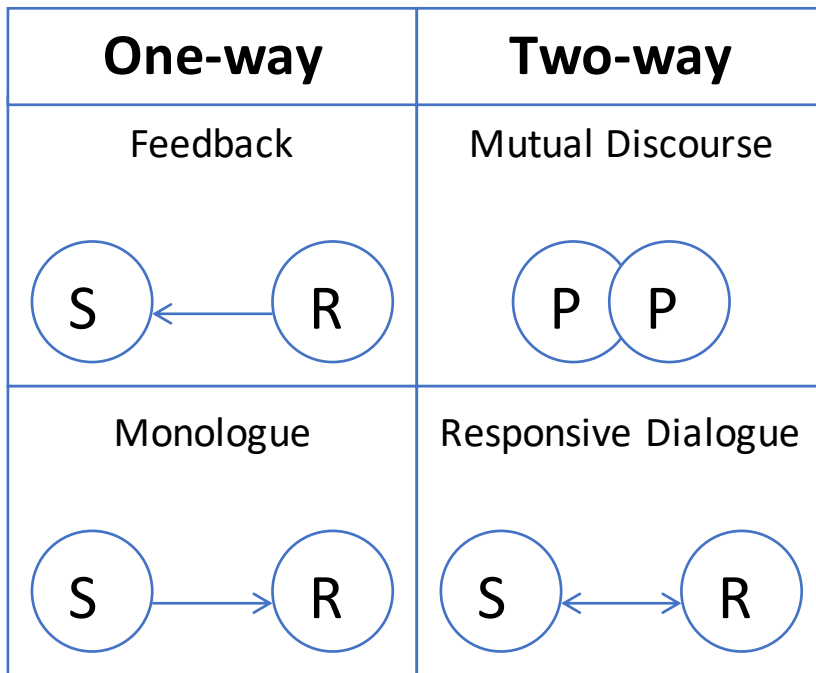 One-way
Two-way
Feedback
Mutual Discourse
S
R
P
P
Monologue
Responsive Dialogue
S
R
S
R